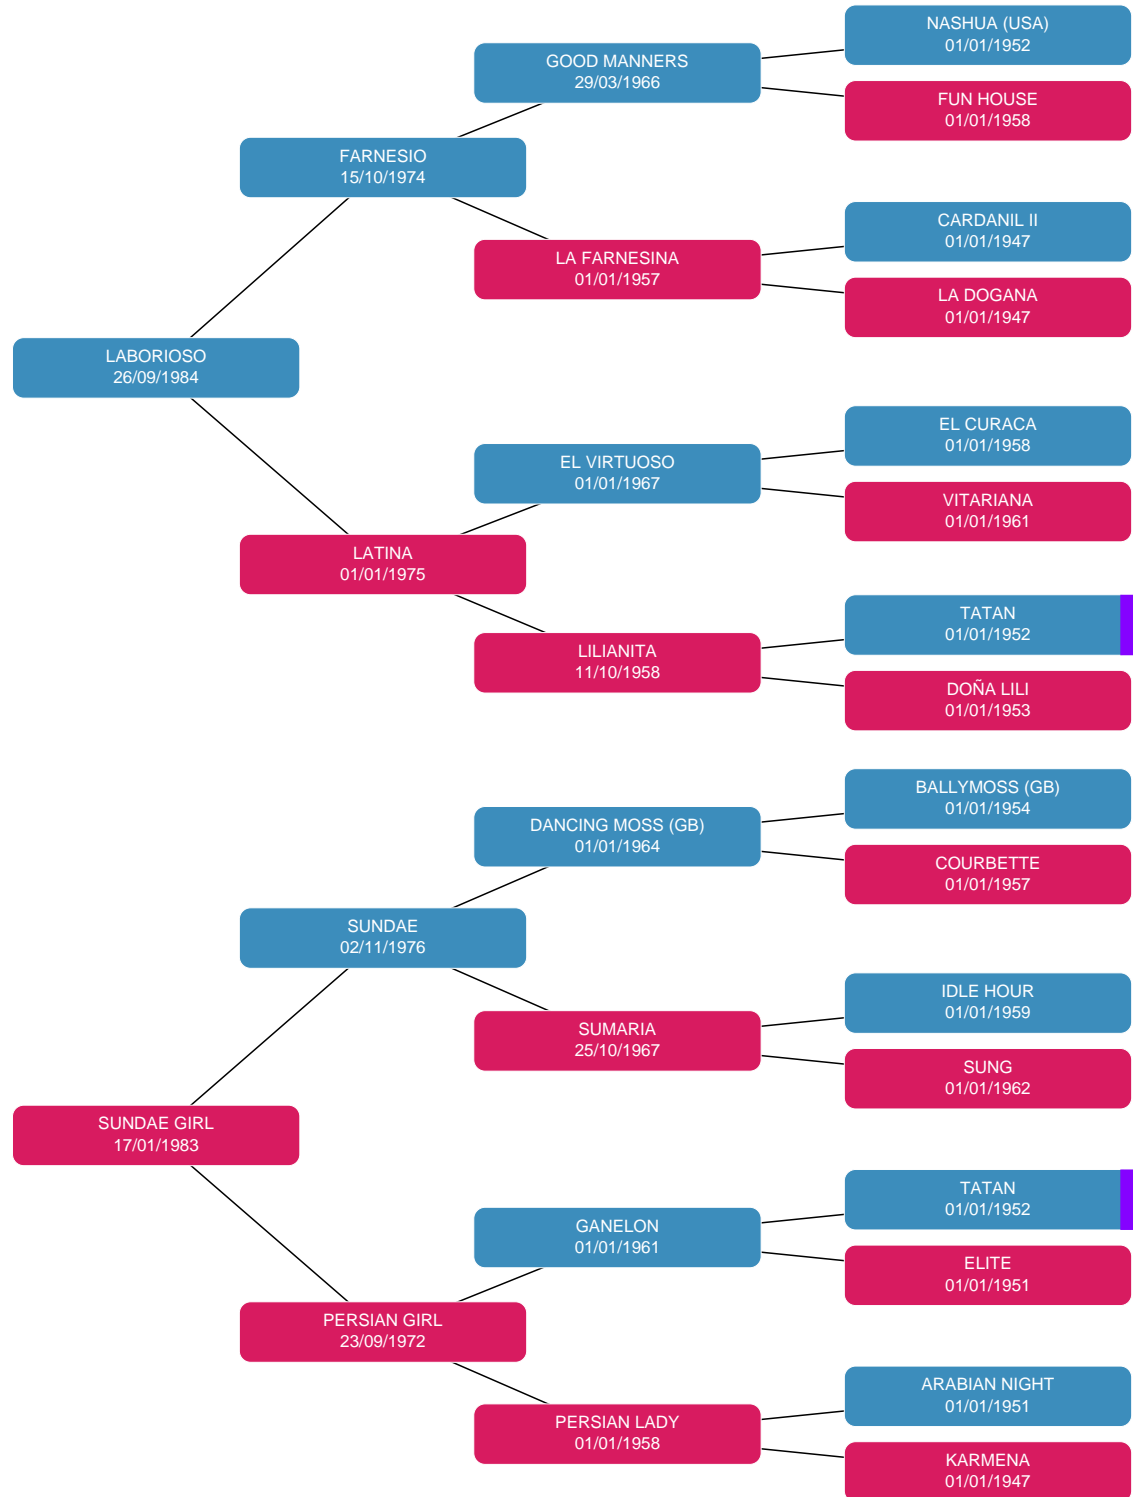 NASHUA (USA)
01/01/1952
GOOD MANNERS
29/03/1966
FUN HOUSE
01/01/1958
FARNESIO
15/10/1974
CARDANIL II
01/01/1947
LA FARNESINA
01/01/1957
LA DOGANA
01/01/1947
LABORIOSO
26/09/1984
EL CURACA
01/01/1958
EL VIRTUOSO
01/01/1967
VITARIANA
01/01/1961
LATINA
01/01/1975
TATAN
01/01/1952
LILIANITA
11/10/1958
DOÑA LILI
01/01/1953
BALLYMOSS (GB)
01/01/1954
DANCING MOSS (GB)
01/01/1964
COURBETTE
01/01/1957
SUNDAE
02/11/1976
IDLE HOUR
01/01/1959
SUMARIA
25/10/1967
SUNG
01/01/1962
SUNDAE GIRL
17/01/1983
TATAN
01/01/1952
GANELON
01/01/1961
ELITE
01/01/1951
PERSIAN GIRL
23/09/1972
ARABIAN NIGHT
01/01/1951
PERSIAN LADY
01/01/1958
KARMENA
01/01/1947